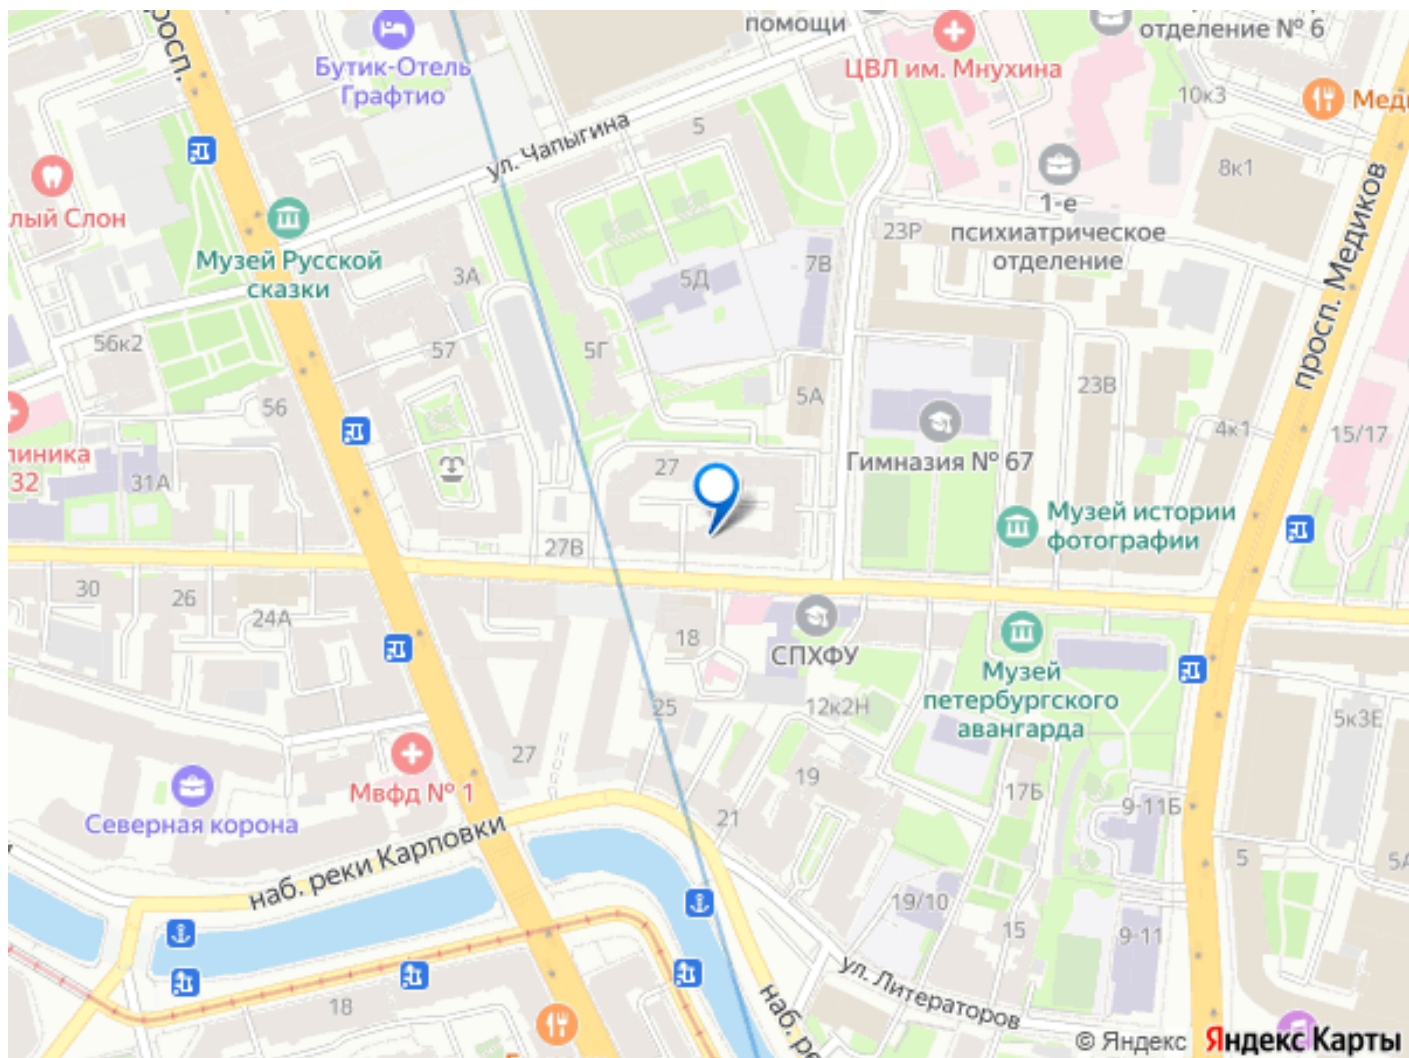 просп.
Бутик-Отель
Графтио
помощи
отделение № 6
ЦВЛ им. Мнухина
10к3
ул. Чапыгина
5
8к1
1-е
психиатрическое
отделение
23Р
лый Слон
Музей Русской
сказки
3А
5Д
7В
просп. Медиков
56к2
57
5Г
5А
23В
56
4к1
15/17
линика
32
31А
27
Гимназия № 67
Музей истории
фотографии
27В
30
26
24А
18
СПХФУ
Музей
петербургского
авангарда
25
12к2Н
5к3Е
27
Мвфд № 1
19
17Б
9-11Б
Северная корона
21
наб. реки Карповки
5
5А
19/10
15
9-11
ул. Литераторов
18
© Яндекс Яндекс Карты